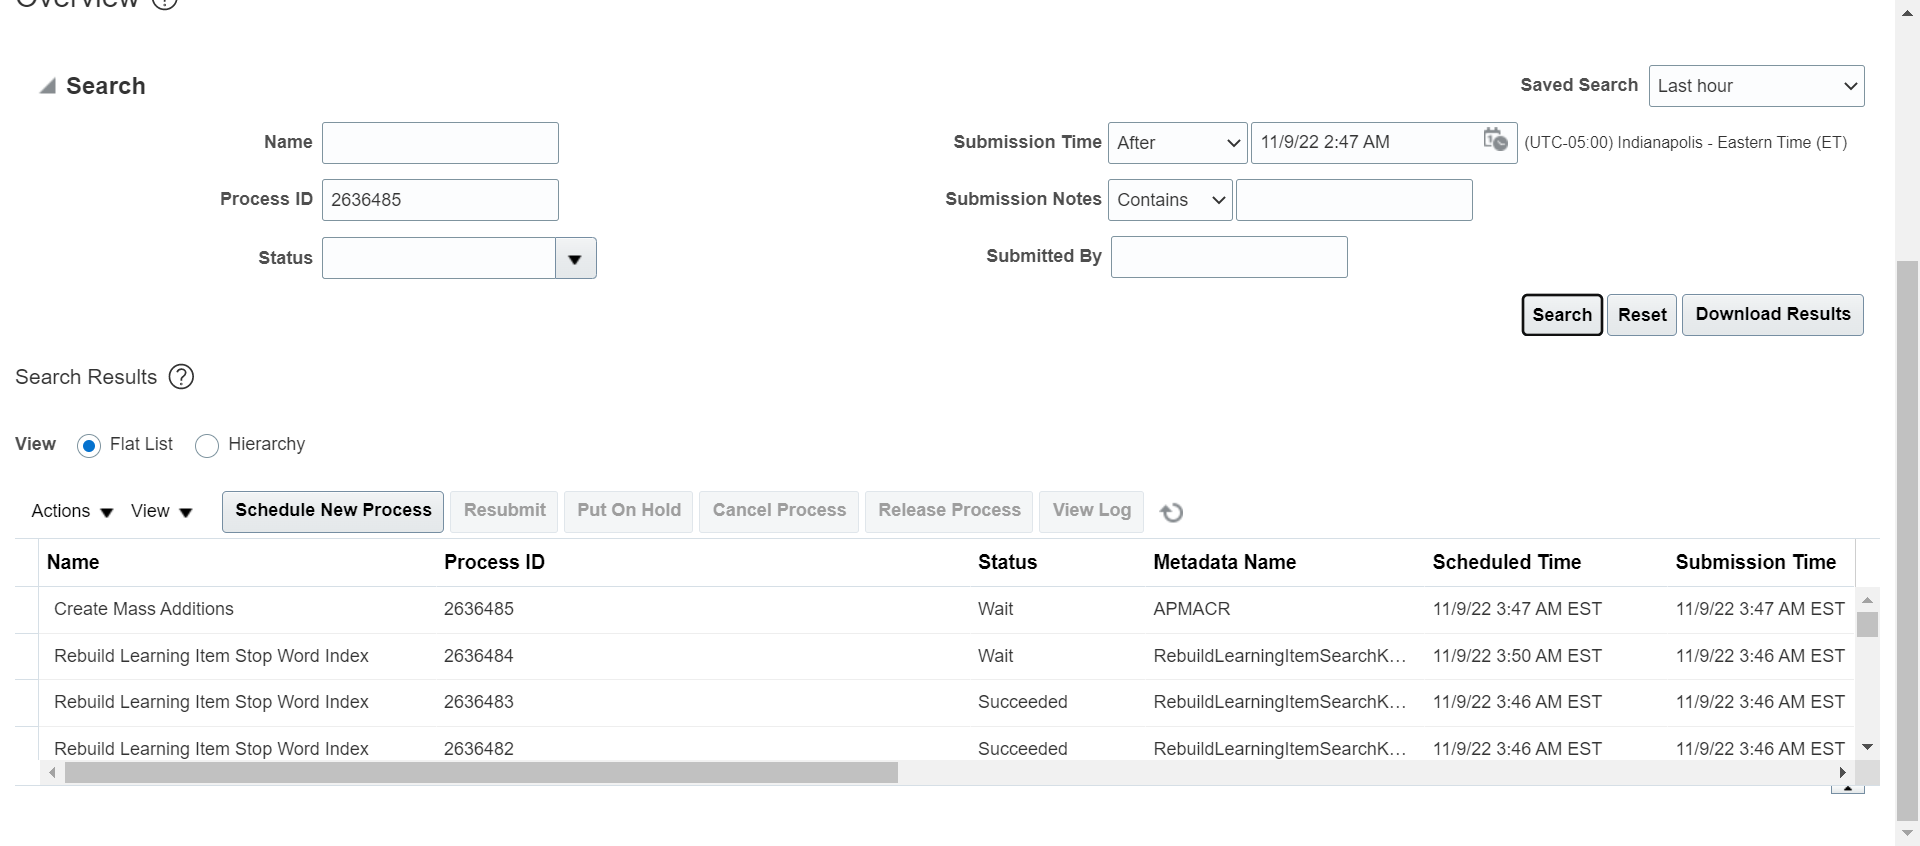 Overview ?
Search
Saved Search Last hour
Name
Submission Time After 11/9/22 2:47 AM (UTC-05:00) Indianapolis - Eastern Time (ET)
Process ID 2636485
Submission Notes Contains
Status
Submitted By
Search Reset Download Results
Search Results ?
View Flat List Hierarchy
Actions View Schedule New Process Resubmit Put On Hold Cancel Process Release Process View Log
Name Process ID Status Metadata Name Scheduled Time Submission Time
Create Mass Additions 2636485 Wait APMACR 11/9/22 3:47 AM EST 11/9/22 3:47 AM EST
Rebuild Learning Item Stop Word Index 2636484 Wait RebuildLearningItemSearchK... 11/9/22 3:50 AM EST 11/9/22 3:46 AM EST
Rebuild Learning Item Stop Word Index 2636483 Succeeded RebuildLearningItemSearchK... 11/9/22 3:46 AM EST 11/9/22 3:46 AM EST
Rebuild Learning Item Stop Word Index 2636482 Succeeded RebuildLearningItemSearchK... 11/9/22 3:46 AM EST 11/9/22 3:46 AM EST